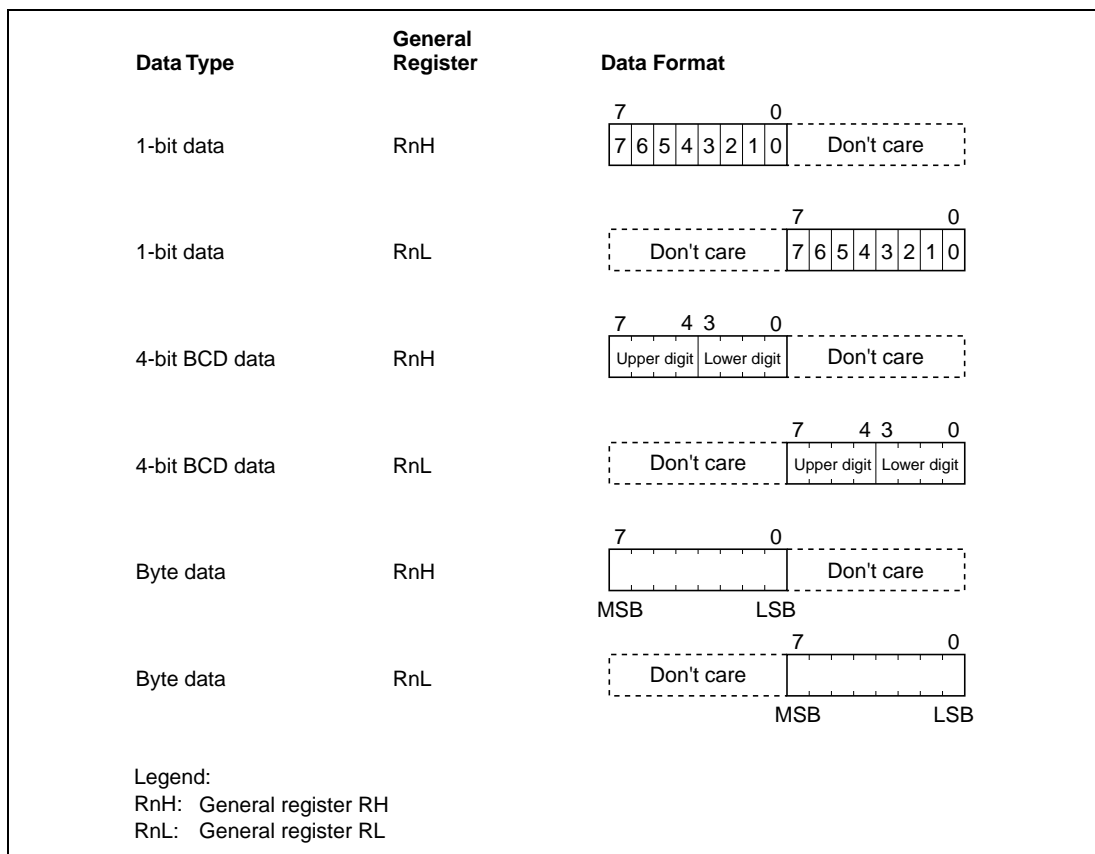 Data Type General Register Data Format
7 0
1-bit data RnH 7 6 5 4 3 2 1 0 Don't care
7 0
1-bit data RnL Don't care 7 6 5 4 3 2 1 0
7 4 3 0
4-bit BCD data RnH Upper digit Lower digit Don't care
7 4 3 0
4-bit BCD data RnL Don't care Upper digit Lower digit
7 0
Byte data RnH Don't care
MSB LSB
7 0
Byte data RnL Don't care
MSB LSB
Legend:
RnH: General register RH
RnL: General register RL